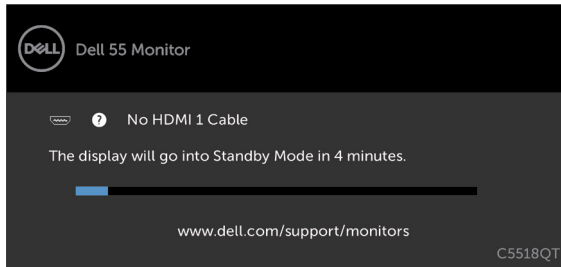 DELL
Dell 55 Monitor
? No HDMI 1 Cable
The display will go into Standby Mode in 4 minutes.
www.dell.com/support/monitors
C5518QT